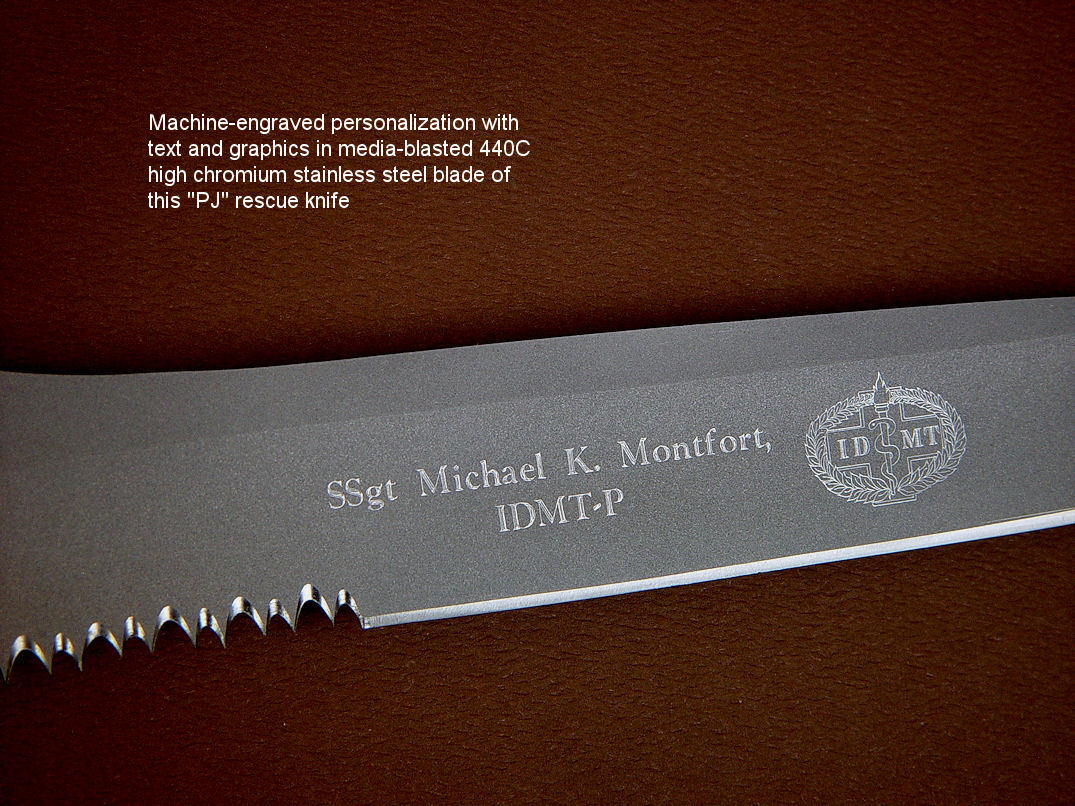 Machine-engraved personalization with
text and graphics in media-blasted 440C
high chromium stainless steel blade of
this "PJ" rescue knife
SSgt Michael K. Montfort,
IDMT-P
ID MT